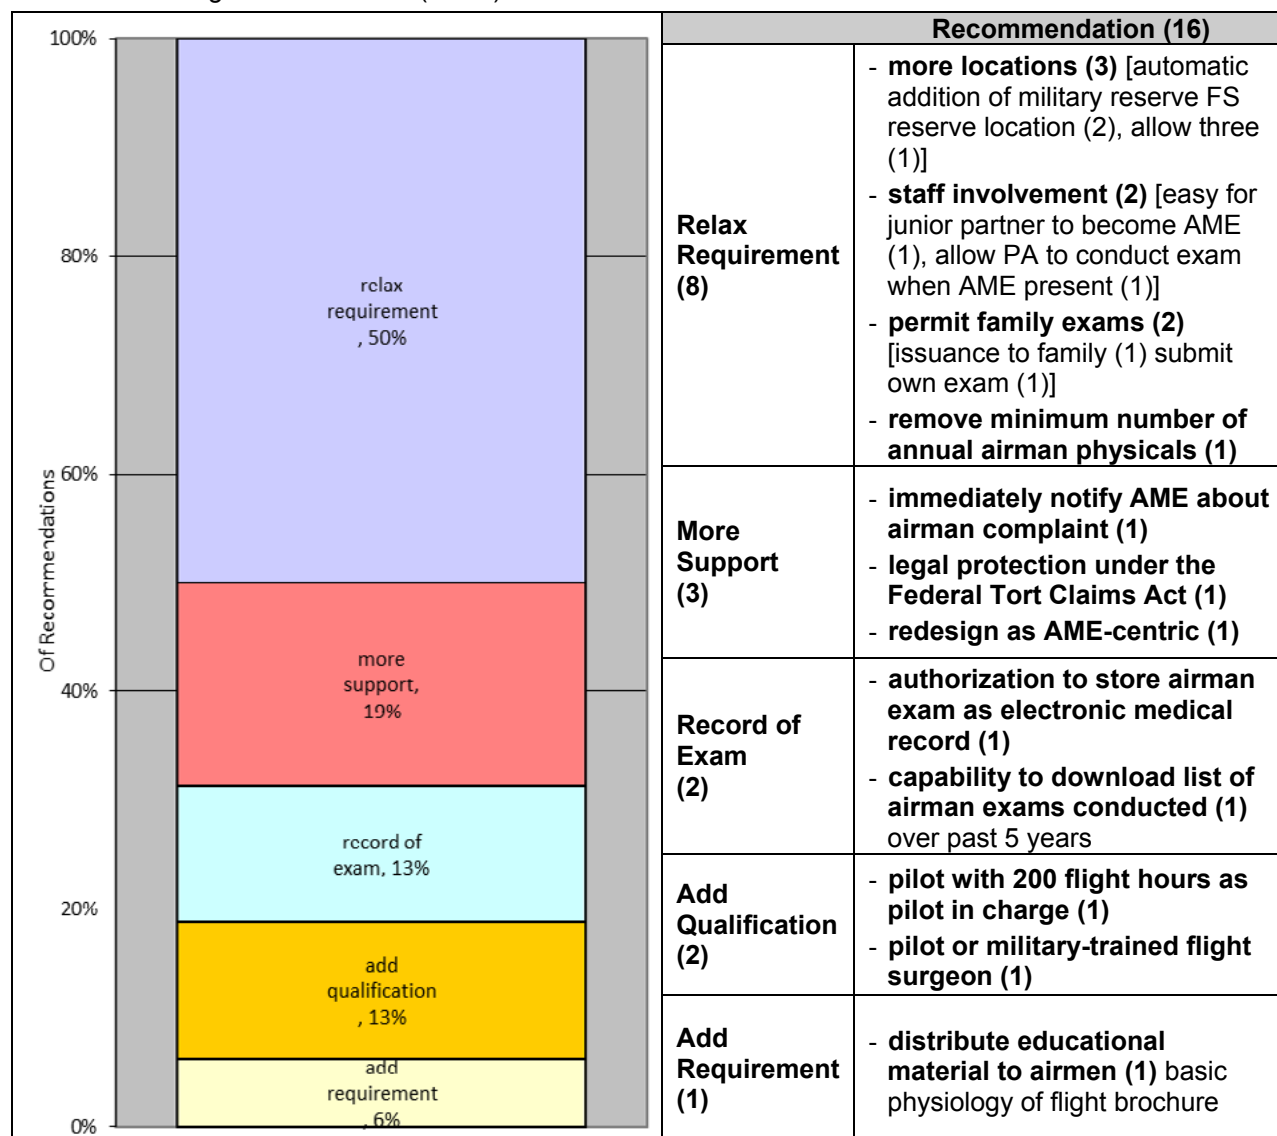 100%
80%
60%
40%
20%
0%
Of Recommendations
relax
requirement
, 50%
more
support,
19%
record of
exam, 13%
add
qualification
, 13%
add
requirement
, 6%
Recommendation (16)
Relax
Requirement
(8)
- more locations (3) [automatic
addition of military reserve FS
reserve location (2), allow three
(1)]
- staff involvement (2) [easy for
junior partner to become AME
(1), allow PA to conduct exam
when AME present (1)]
- permit family exams (2)
[issuance to family (1) submit
own exam (1)]
- remove minimum number of
annual airman physicals (1)
More
Support
(3)
- immediately notify AME about
airman complaint (1)
- legal protection under the
Federal Tort Claims Act (1)
- redesign as AME-centric (1)
Record of
Exam
(2)
- authorization to store airman
exam as electronic medical
record (1)
- capability to download list of
airman exams conducted (1)
over past 5 years
Add
Qualification
(2)
- pilot with 200 flight hours as
pilot in charge (1)
- pilot or military-trained flight
surgeon (1)
Add
Requirement
(1)
- distribute educational
material to airmen (1) basic
physiology of flight brochure